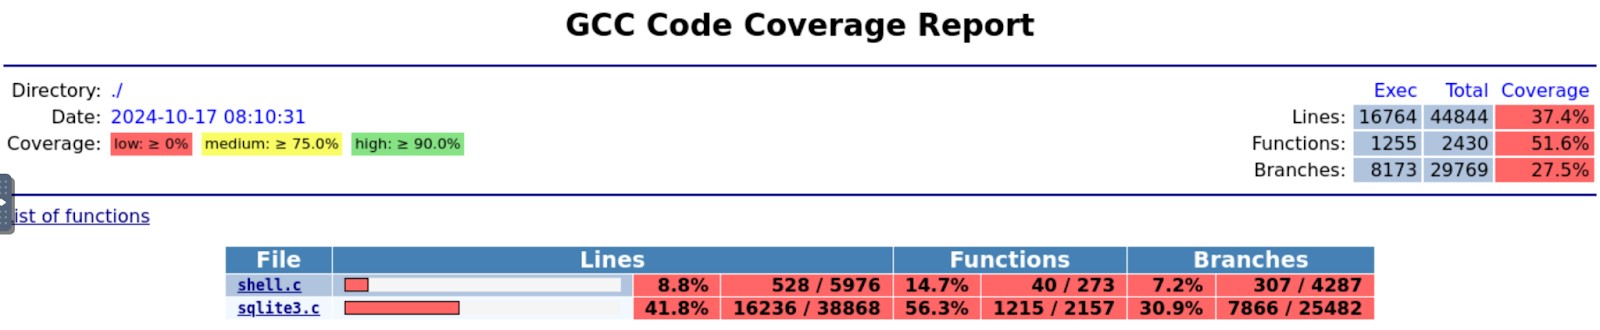 GCC Code Coverage Report
Directory: ./
Date: 2024-10-17 08:10:31
Coverage: low: ≥ 0% medium: ≥ 75.0% high: ≥ 90.0%
Exec Total Coverage
Lines: 16764 44844 37.4%
Functions: 1255 2430 51.6%
Branches: 8173 29769 27.5%
ist of functions
File Lines Functions Branches
shell.c 8.8% 528 / 5976 14.7% 40 / 273 7.2% 307 / 4287
sqlite3.c 41.8% 16236 / 38868 56.3% 1215 / 2157 30.9% 7866 / 25482